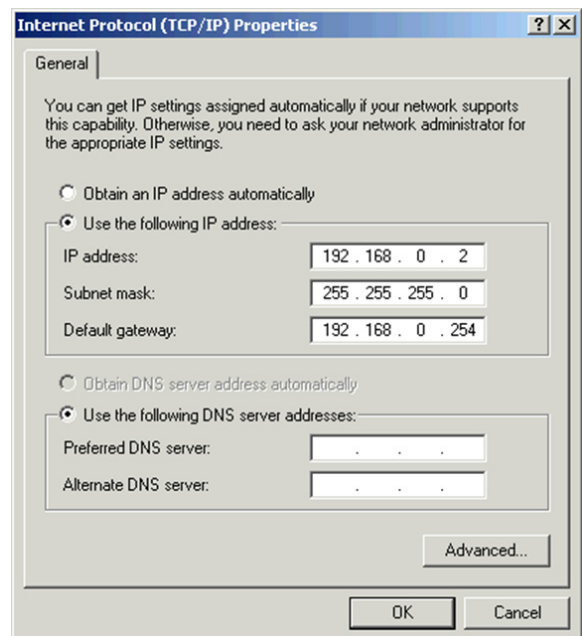 Internet Protocol (TCP/IP) Properties
General
You can get IP settings assigned automatically if your network supports
this capability. Otherwise, you need to ask your network administrator for
the appropriate IP settings.
Obtain an IP address automatically
Use the following IP address:
IP address: 192 . 168 . 0 . 2
Subnet mask: 255 . 255 . 255 . 0
Default gateway: 192 . 168 . 0 . 254
Obtain DNS server address automatically
Use the following DNS server addresses:
Preferred DNS server: . . .
Alternate DNS server: . . .
Advanced...
OK Cancel